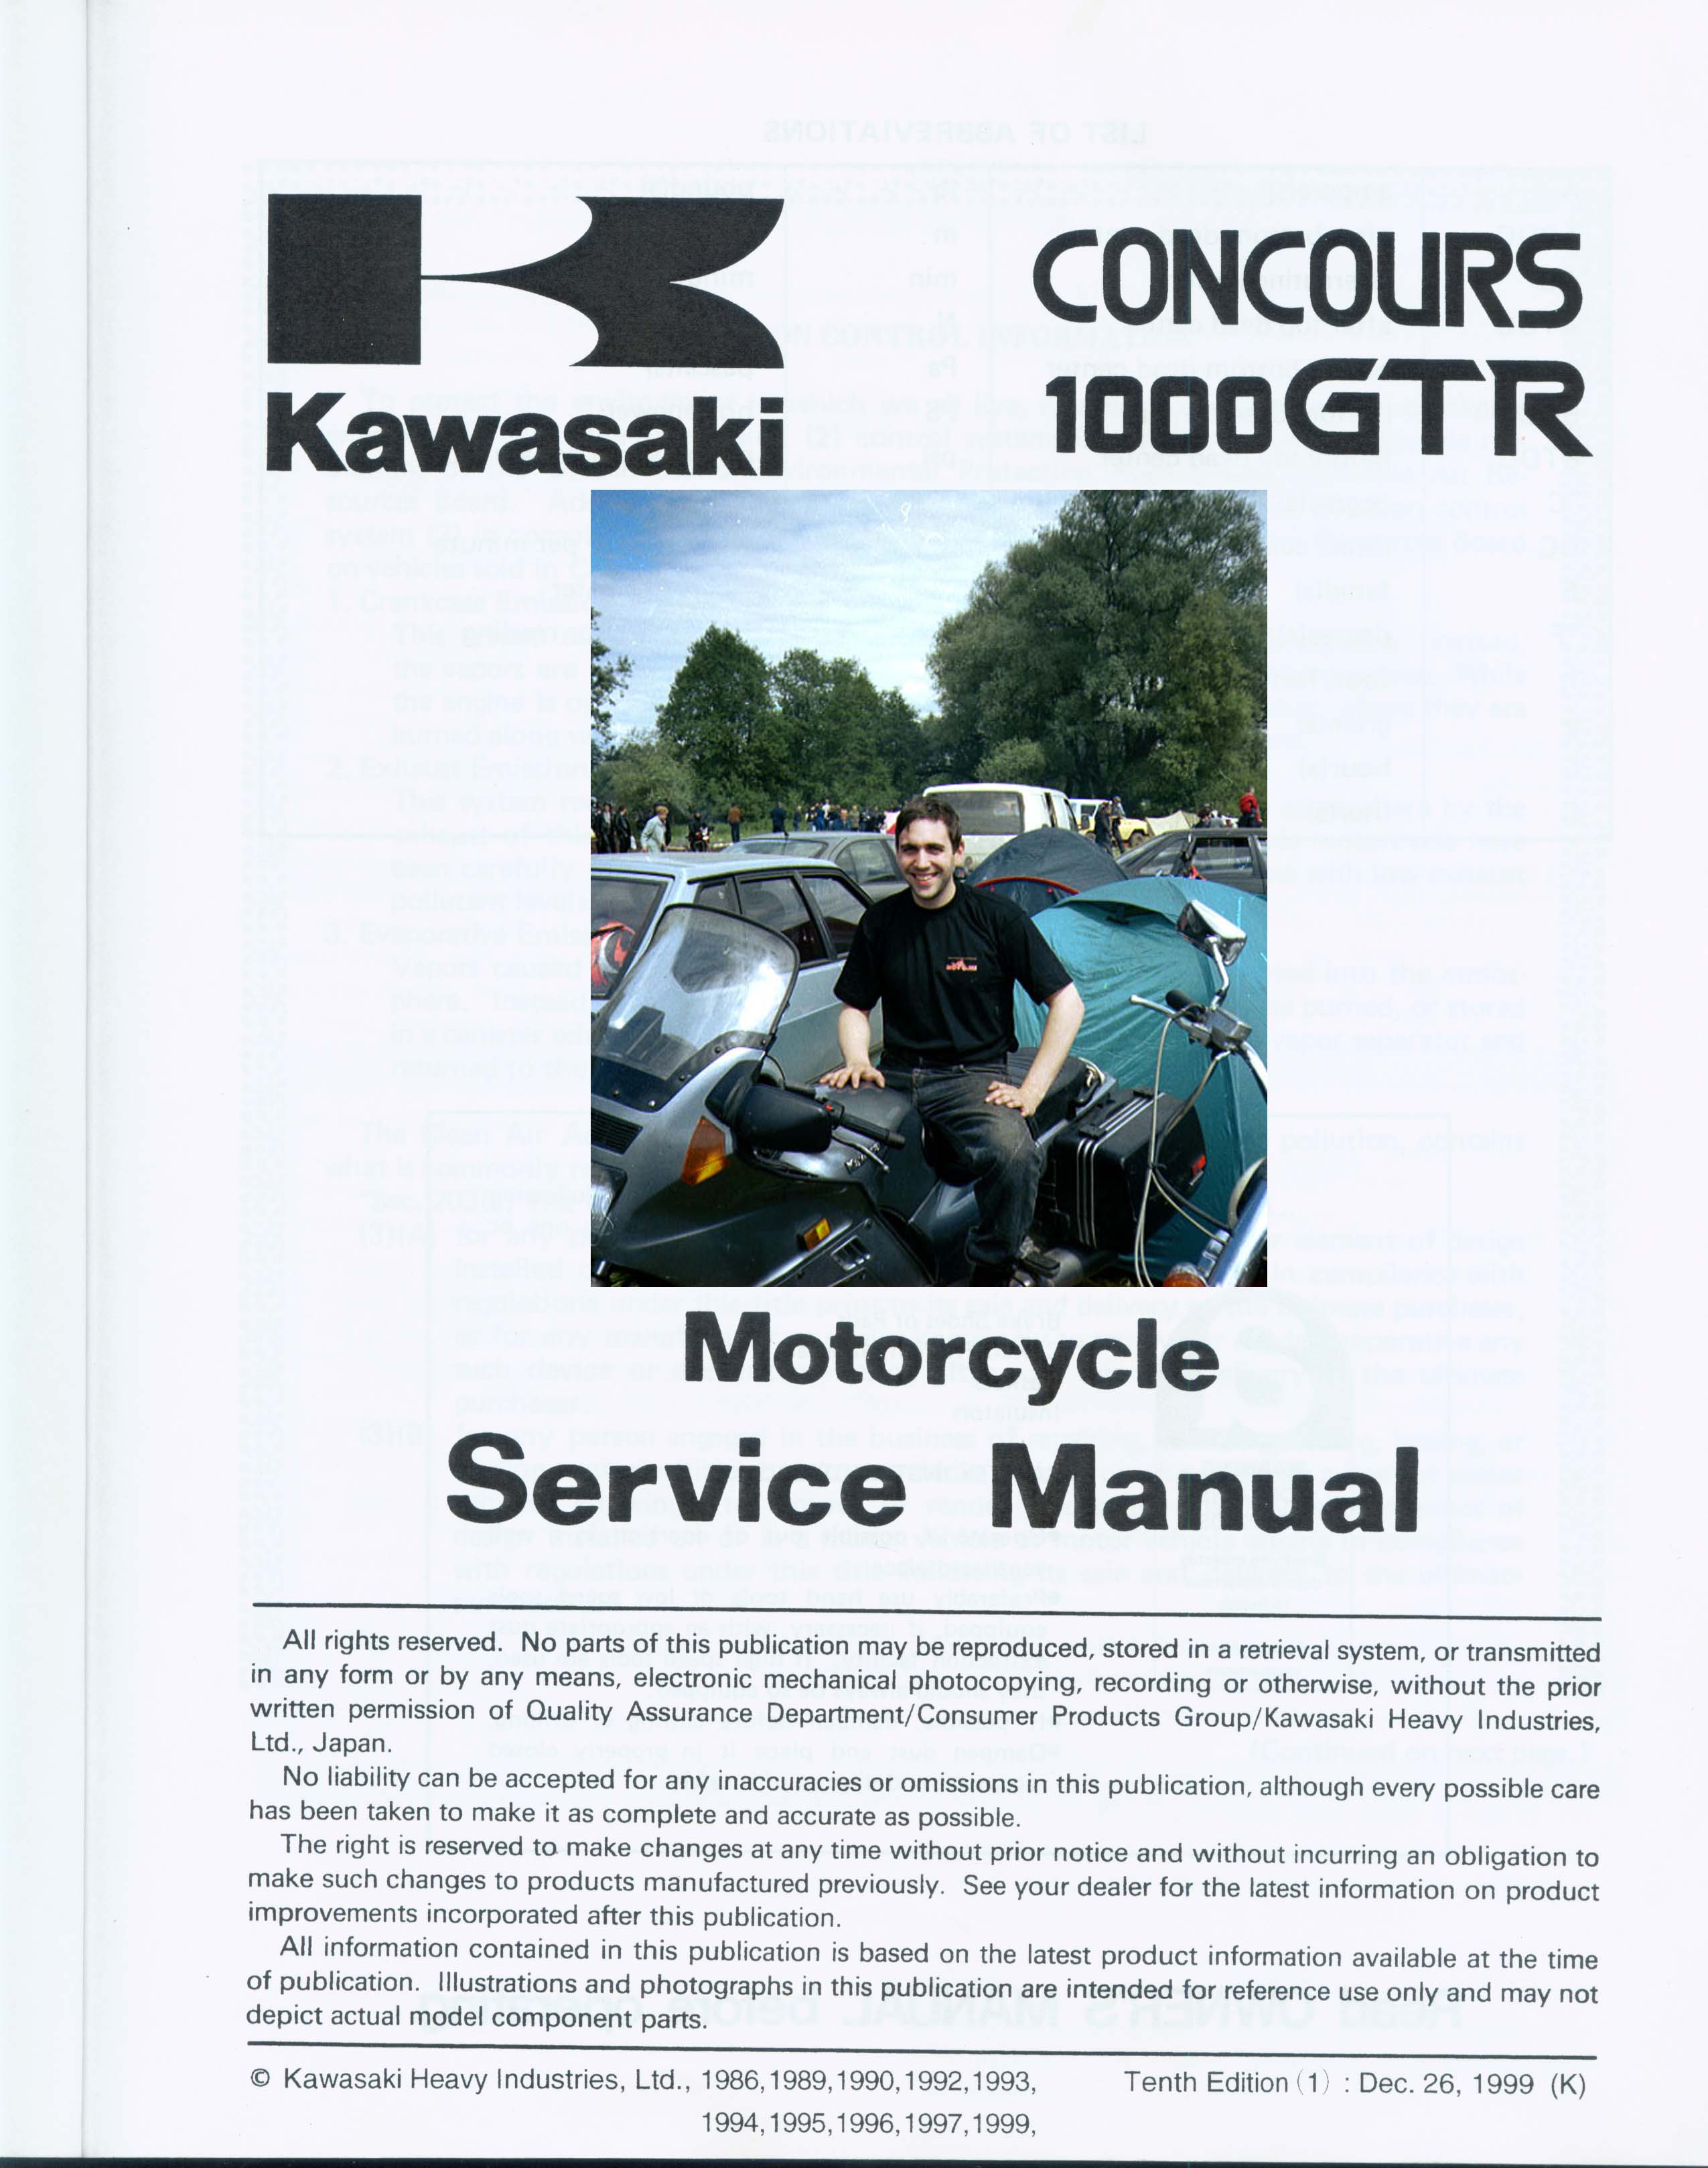 Kawasaki
CONCOURS
1000GTR
Motorcycle
Service Manual
All rights reserved. No parts of this publication may be reproduced, stored in a retrieval system, or transmitted
in any form or by any means, electronic mechanical photocopying, recording or otherwise, without the prior
written permission of Quality Assurance Department/Consumer Products Group/Kawasaki Heavy Industries,
Ltd., Japan.
No liability can be accepted for any inaccuracies or omissions in this publication, although every possible care
has been taken to make it as complete and accurate as possible.
The right is reserved to make changes at any time without prior notice and without incurring an obligation to
make such changes to products manufactured previously. See your dealer for the latest information on product
improvements incorporated after this publication.
All information contained in this publication is based on the latest product information available at the time
of publication. Illustrations and photographs in this publication are intended for reference use only and may not
depict actual model component parts.
© Kawasaki Heavy Industries, Ltd., 1986,1989,1990,1992,1993,
1994,1995,1996,1997,1999,
Tenth Edition (1) : Dec. 26, 1999 (K)